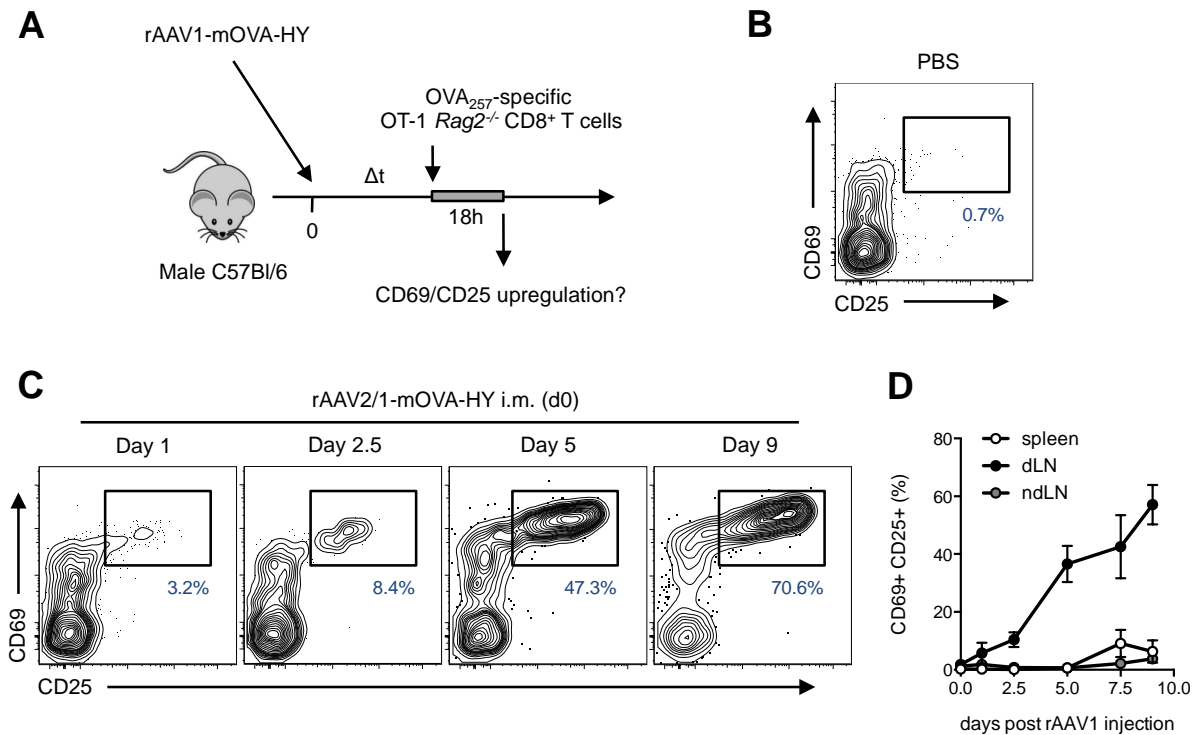 A
rAAV1-mOVA-HY
OVA257-specific
OT-1 Rag2-/- CD8+ T cells
Δt
0
18h
Male C57Bl/6
CD69/CD25 upregulation?
B
PBS
0.7%
CD69
CD25
C
rAAV2/1-mOVA-HY i.m. (d0)
Day 1
Day 2.5
Day 5
Day 9
3.2%
8.4%
47.3%
70.6%
CD69
CD25
D
spleen
dLN
ndLN
CD69+ CD25+ (%)
80
60
40
20
0
0.0
2.5
5.0
7.5
10.0
days post rAAV1 injection